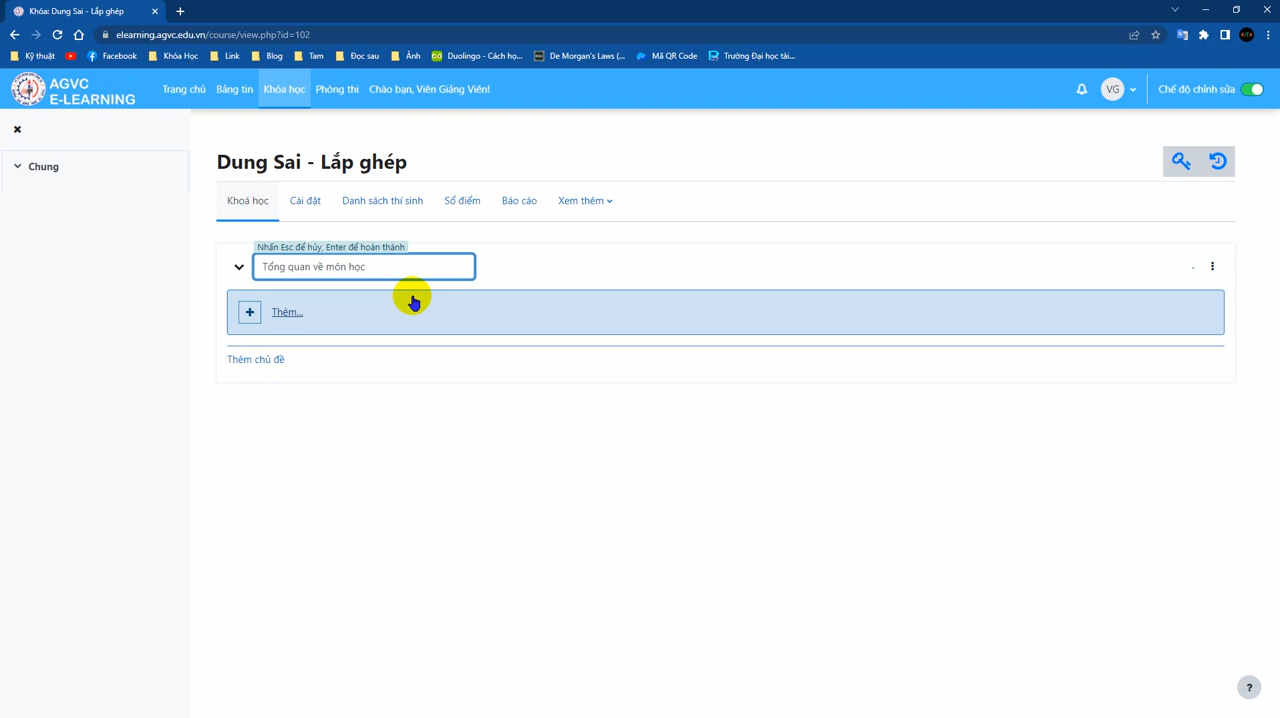 Khóa: Dung Sai - Lắp ghép
elearning.agvc.edu.vn/course/view.php?id=102
Kỹ thuật
Facebook
Khóa Học
Link
Blog
Tam
Đọc sau
Ảnh
Duolingo - Cách họ...
De Morgan's Laws (...
Mã QR Code
Trường Đại học tài...
AGVC
E-LEARNING
Trang chủ
Bảng tin
Khóa học
Phòng thi
Chào bạn, Viên Giảng Viên!
VG
Chế độ chỉnh sửa
Chung
Dung Sai - Lắp ghép
Khoá học
Cài đặt
Danh sách thí sinh
Sổ điểm
Báo cáo
Xem thêm
Nhấn Esc để hủy, Enter để hoàn thành
Tổng quan về môn học
Thêm...
Thêm chủ đề
?